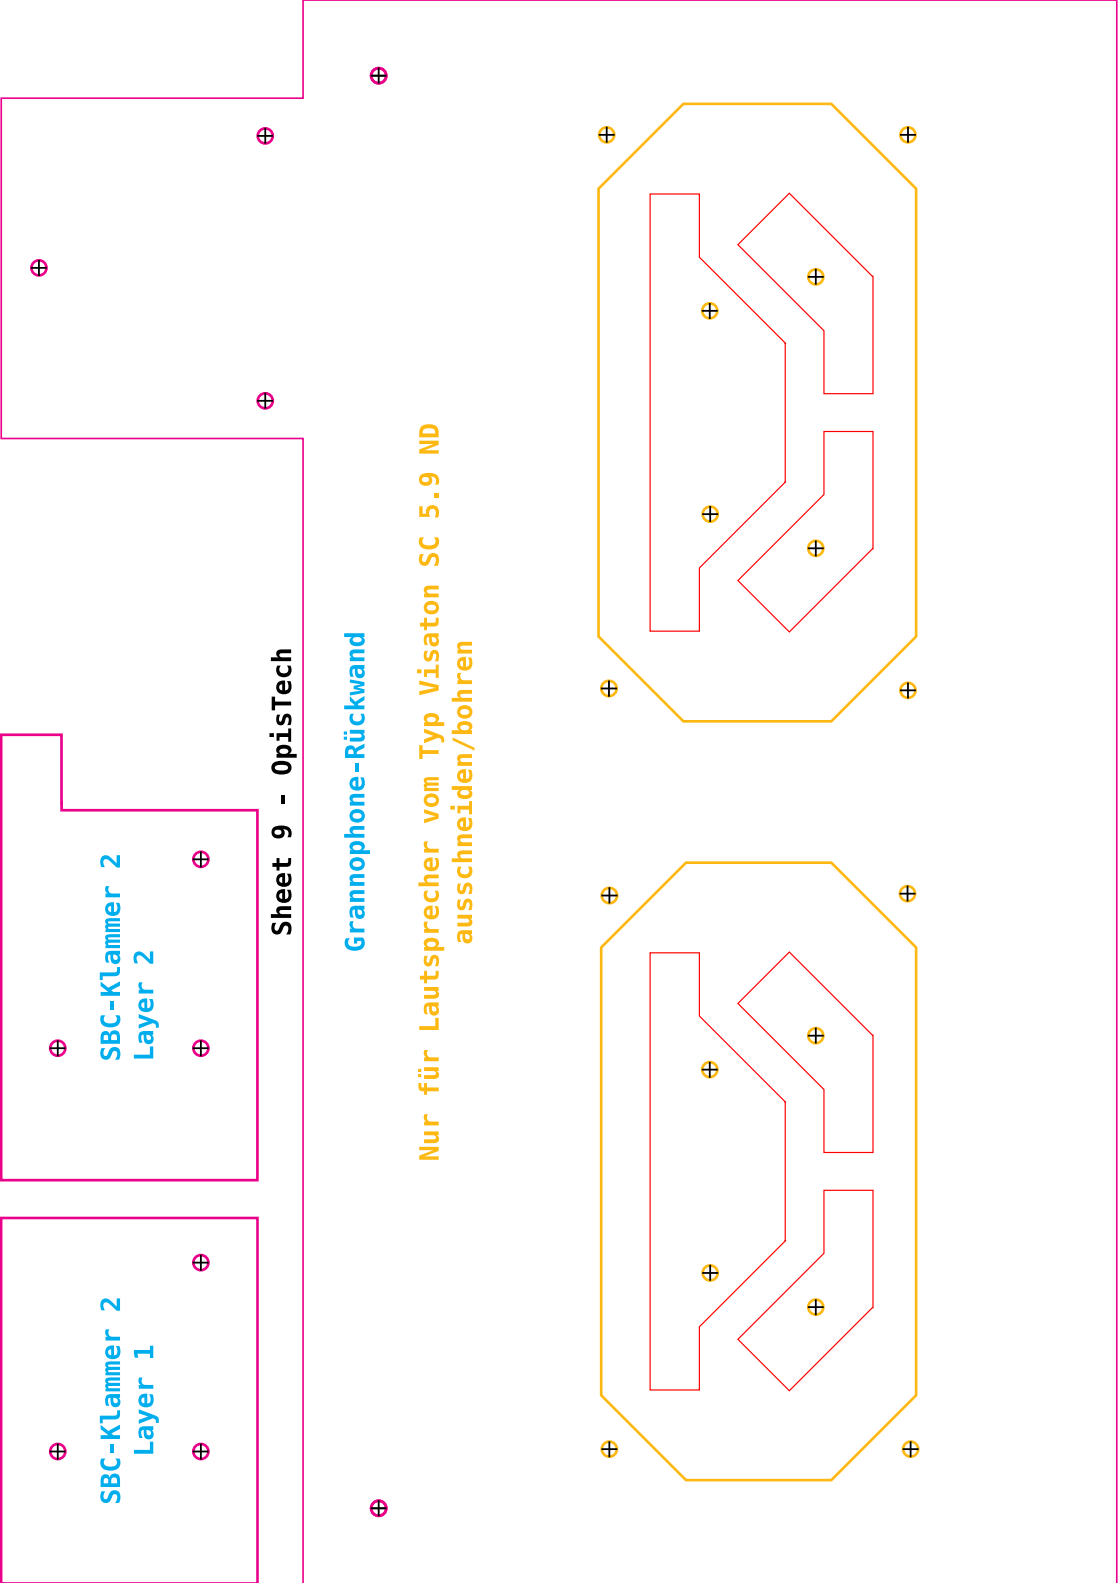 SBC-Klammer 2
Layer 2
SBC-Klammer 2
Layer 1
Sheet 9 - OpisTech
Grannophone-Rückwand
Nur für Lautsprecher vom Typ Visaton SC 5.9 ND
ausschneiden/bohren